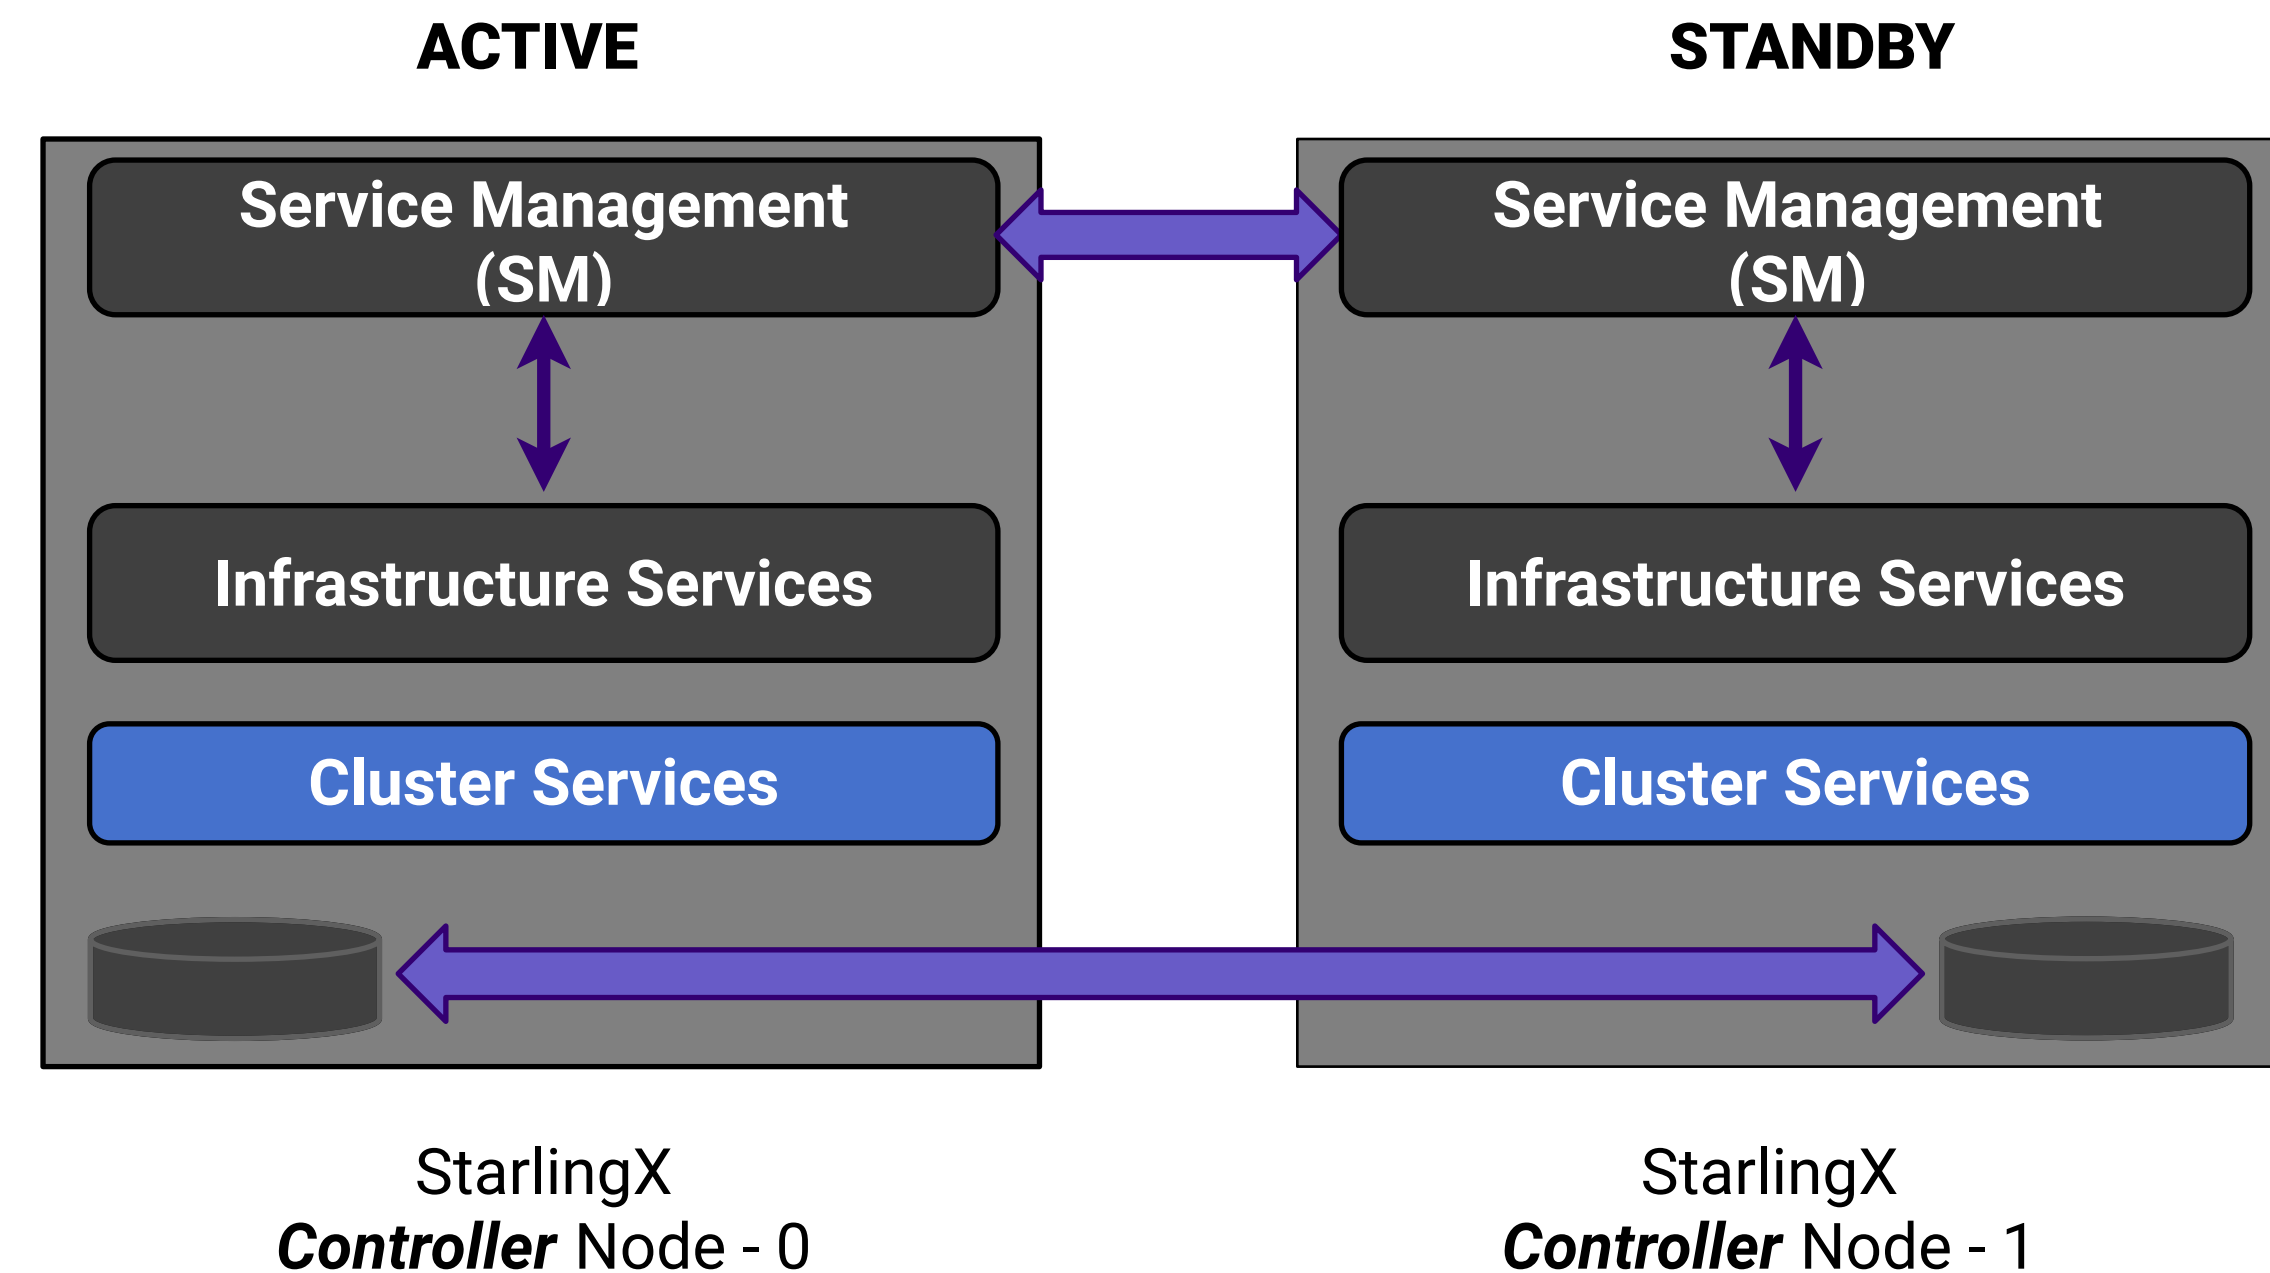 ACTIVE
STANDBY
Service Management
(SM)
Service Management
(SM)
Infrastructure Services
Infrastructure Services
Cluster Services
Cluster Services
StarlingX
Controller Node - 0
StarlingX
Controller Node - 1